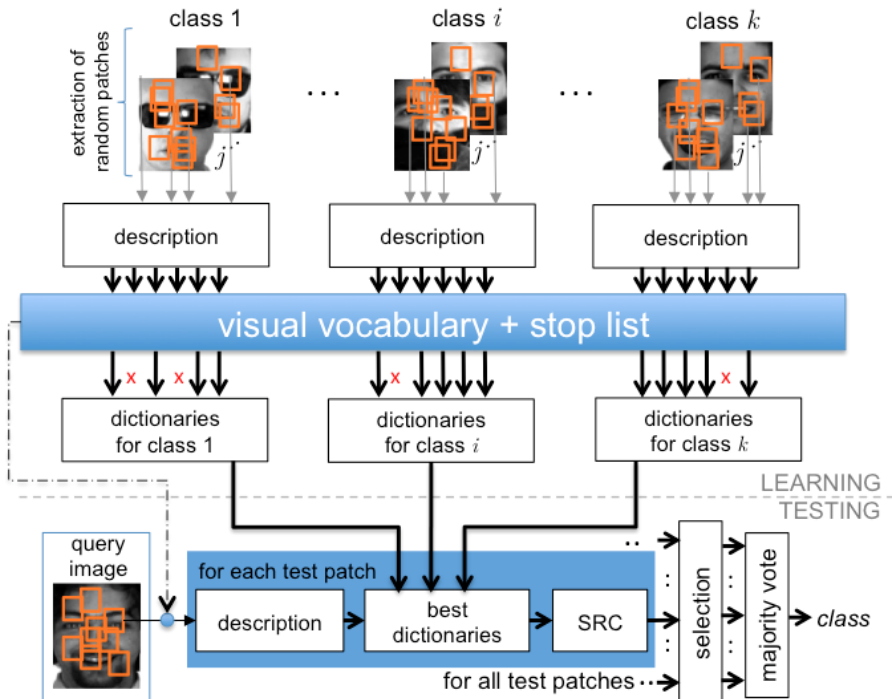 class 1
class i
class k
extraction of
random patches
. . .
. . .
j
j
j
description
description
description
visual vocabulary + stop list
x
x
x
x
dictionaries
for class 1
dictionaries
for class i
dictionaries
for class k
LEARNING
TESTING
query
image
for each test patch
description
best
dictionaries
SRC
for all test patches
selection
majority vote
class